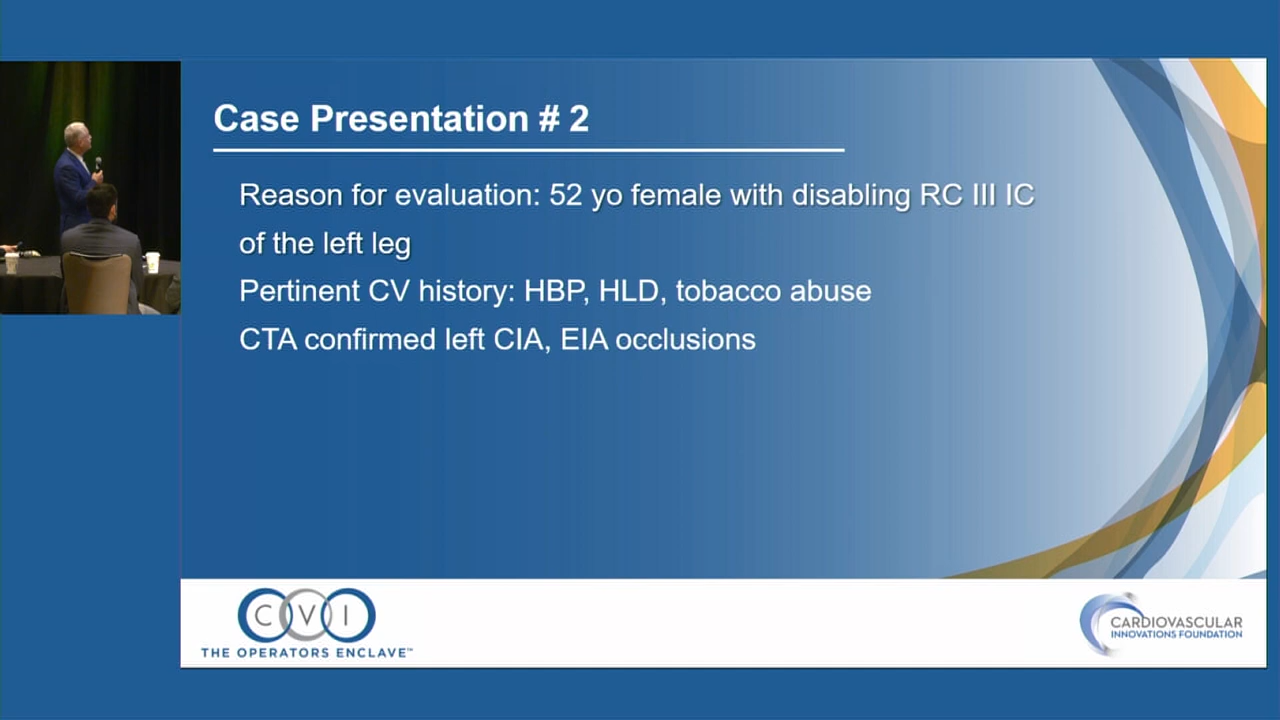 Case Presentation # 2
Reason for evaluation: 52 yo female with disabling RC III IC
of the left leg
Pertinent CV history: HBP, HLD, tobacco abuse
CTA confirmed left CIA, EIA occlusions
CVI
THE OPERATORS ENCLAVE™
CARDIOVASCULAR
INNOVATIONS FOUNDATION